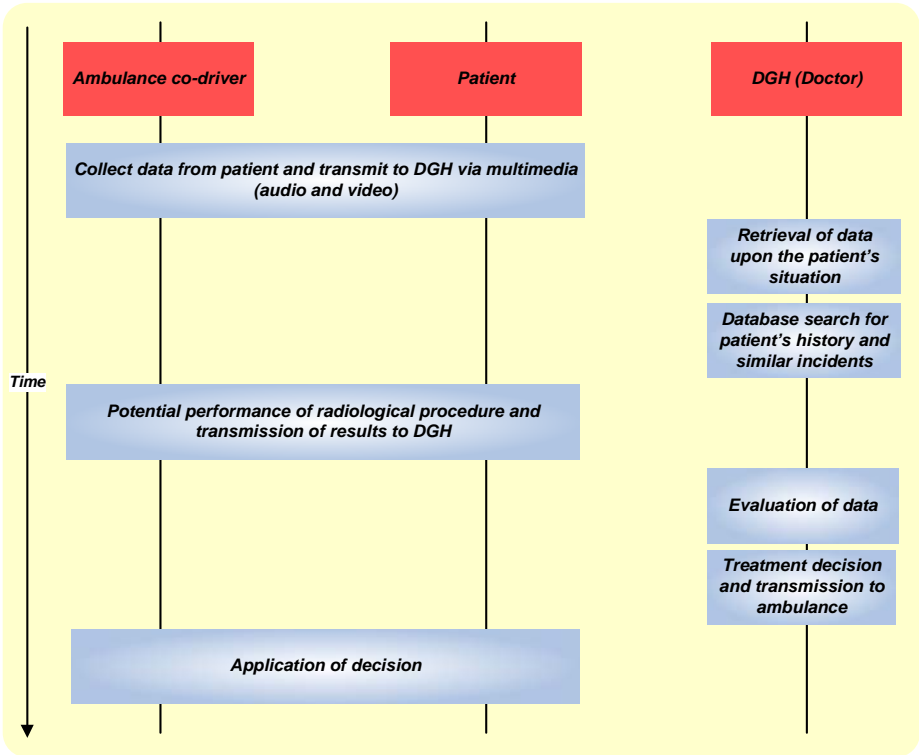 Ambulance co-driver
Patient
DGH (Doctor)
Collect data from patient and transmit to DGH via multimedia
(audio and video)
Retrieval of data
upon the patient's
situation
Database search for
patient's history and
similar incidents
Time
Potential performance of radiological procedure and
transmission of results to DGH
Evaluation of data
Treatment decision
and transmission to
ambulance
Application of decision